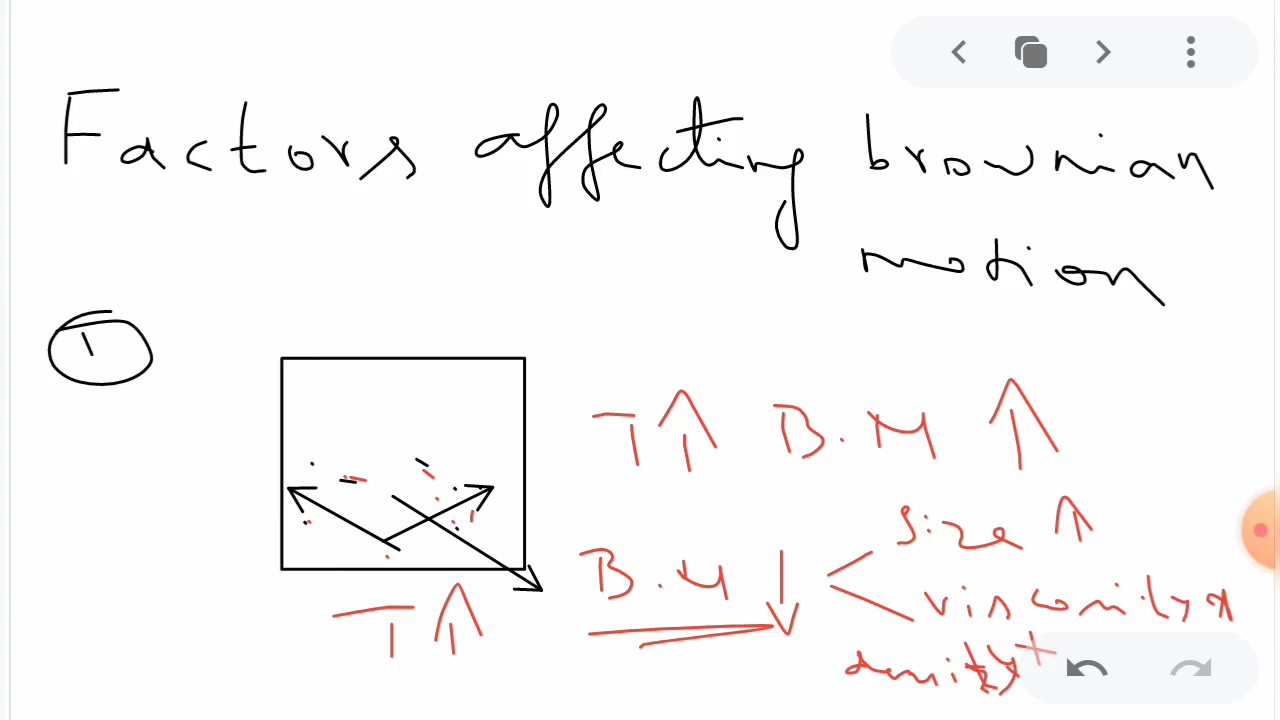 Factors affecting brownian
motion
1
T↑ B.M ↑
size ↑
B.M ↓
viscosity ↑
T↑
density ↑